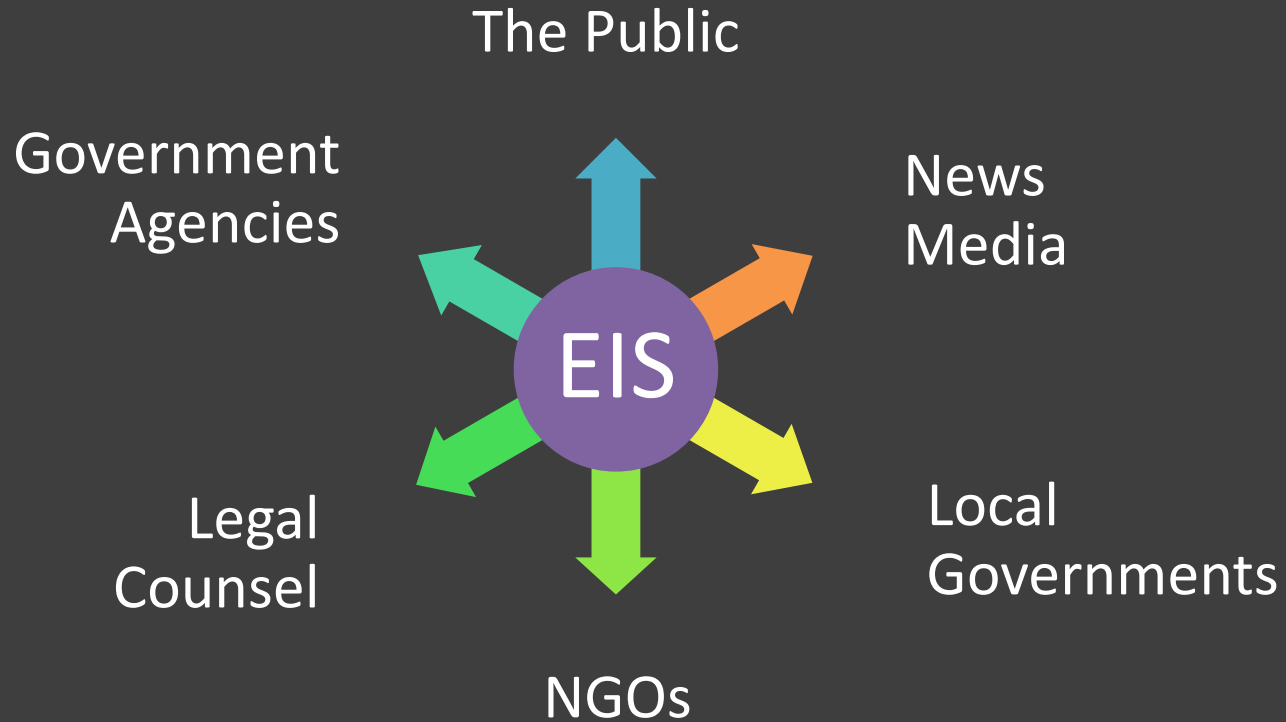 The Public
Government
Agencies
News
Media
EIS
Legal
Counsel
Local
Governments
NGOs